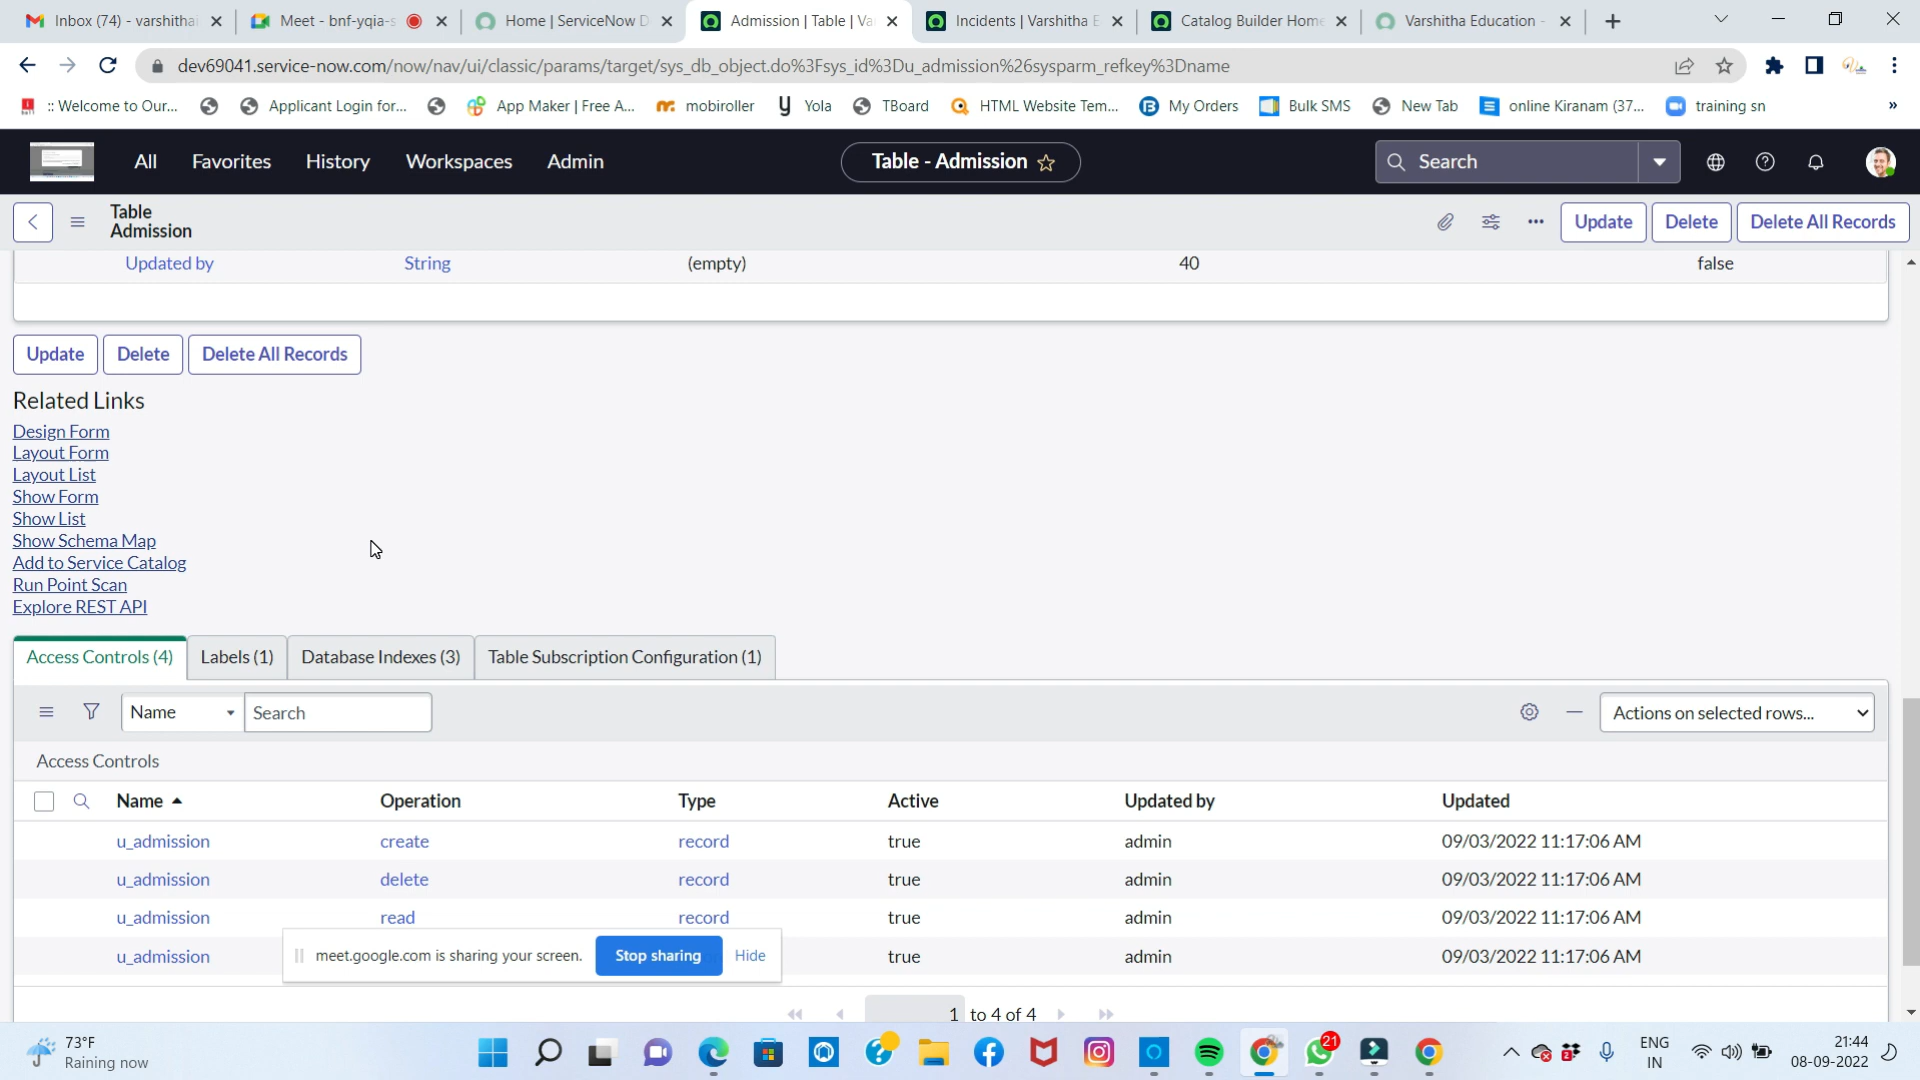 Inbox (74) - varshithai
Meet - bnf-yqia-s
Home | ServiceNow D
Admission | Table | Va
Incidents | Varshitha E
Catalog Builder Home
Varshitha Education -
dev69041.service-now.com/now/nav/ui/classic/params/target/sys_db_object.do%3Fsys_id%3Du_admission%26sysparm_refkey%3Dname
:: Welcome to Our...
Applicant Login for...
App Maker | Free A...
mobiroller
Yola
TBoard
HTML Website Tem...
My Orders
Bulk SMS
New Tab
online Kiranam (37...
training sn
»
All Favorites History Workspaces Admin
Table - Admission
Search
Table
Admission
Update Delete Delete All Records
Updated by String (empty) 40 false
Update Delete Delete All Records
Related Links
Design Form
Layout Form
Layout List
Show Form
Show List
Show Schema Map
Add to Service Catalog
Run Point Scan
Explore REST API
Access Controls (4) Labels (1) Database Indexes (3) Table Subscription Configuration (1)
Name Search Actions on selected rows...
Access Controls
Name Operation Type Active Updated by Updated
u_admission create record true admin 09/03/2022 11:17:06 AM
u_admission delete record true admin 09/03/2022 11:17:06 AM
u_admission read record true admin 09/03/2022 11:17:06 AM
u_admission true admin 09/03/2022 11:17:06 AM
meet.google.com is sharing your screen. Stop sharing Hide
1 to 4 of 4
73°F
Raining now
21
ENG
IN
21:44
08-09-2022